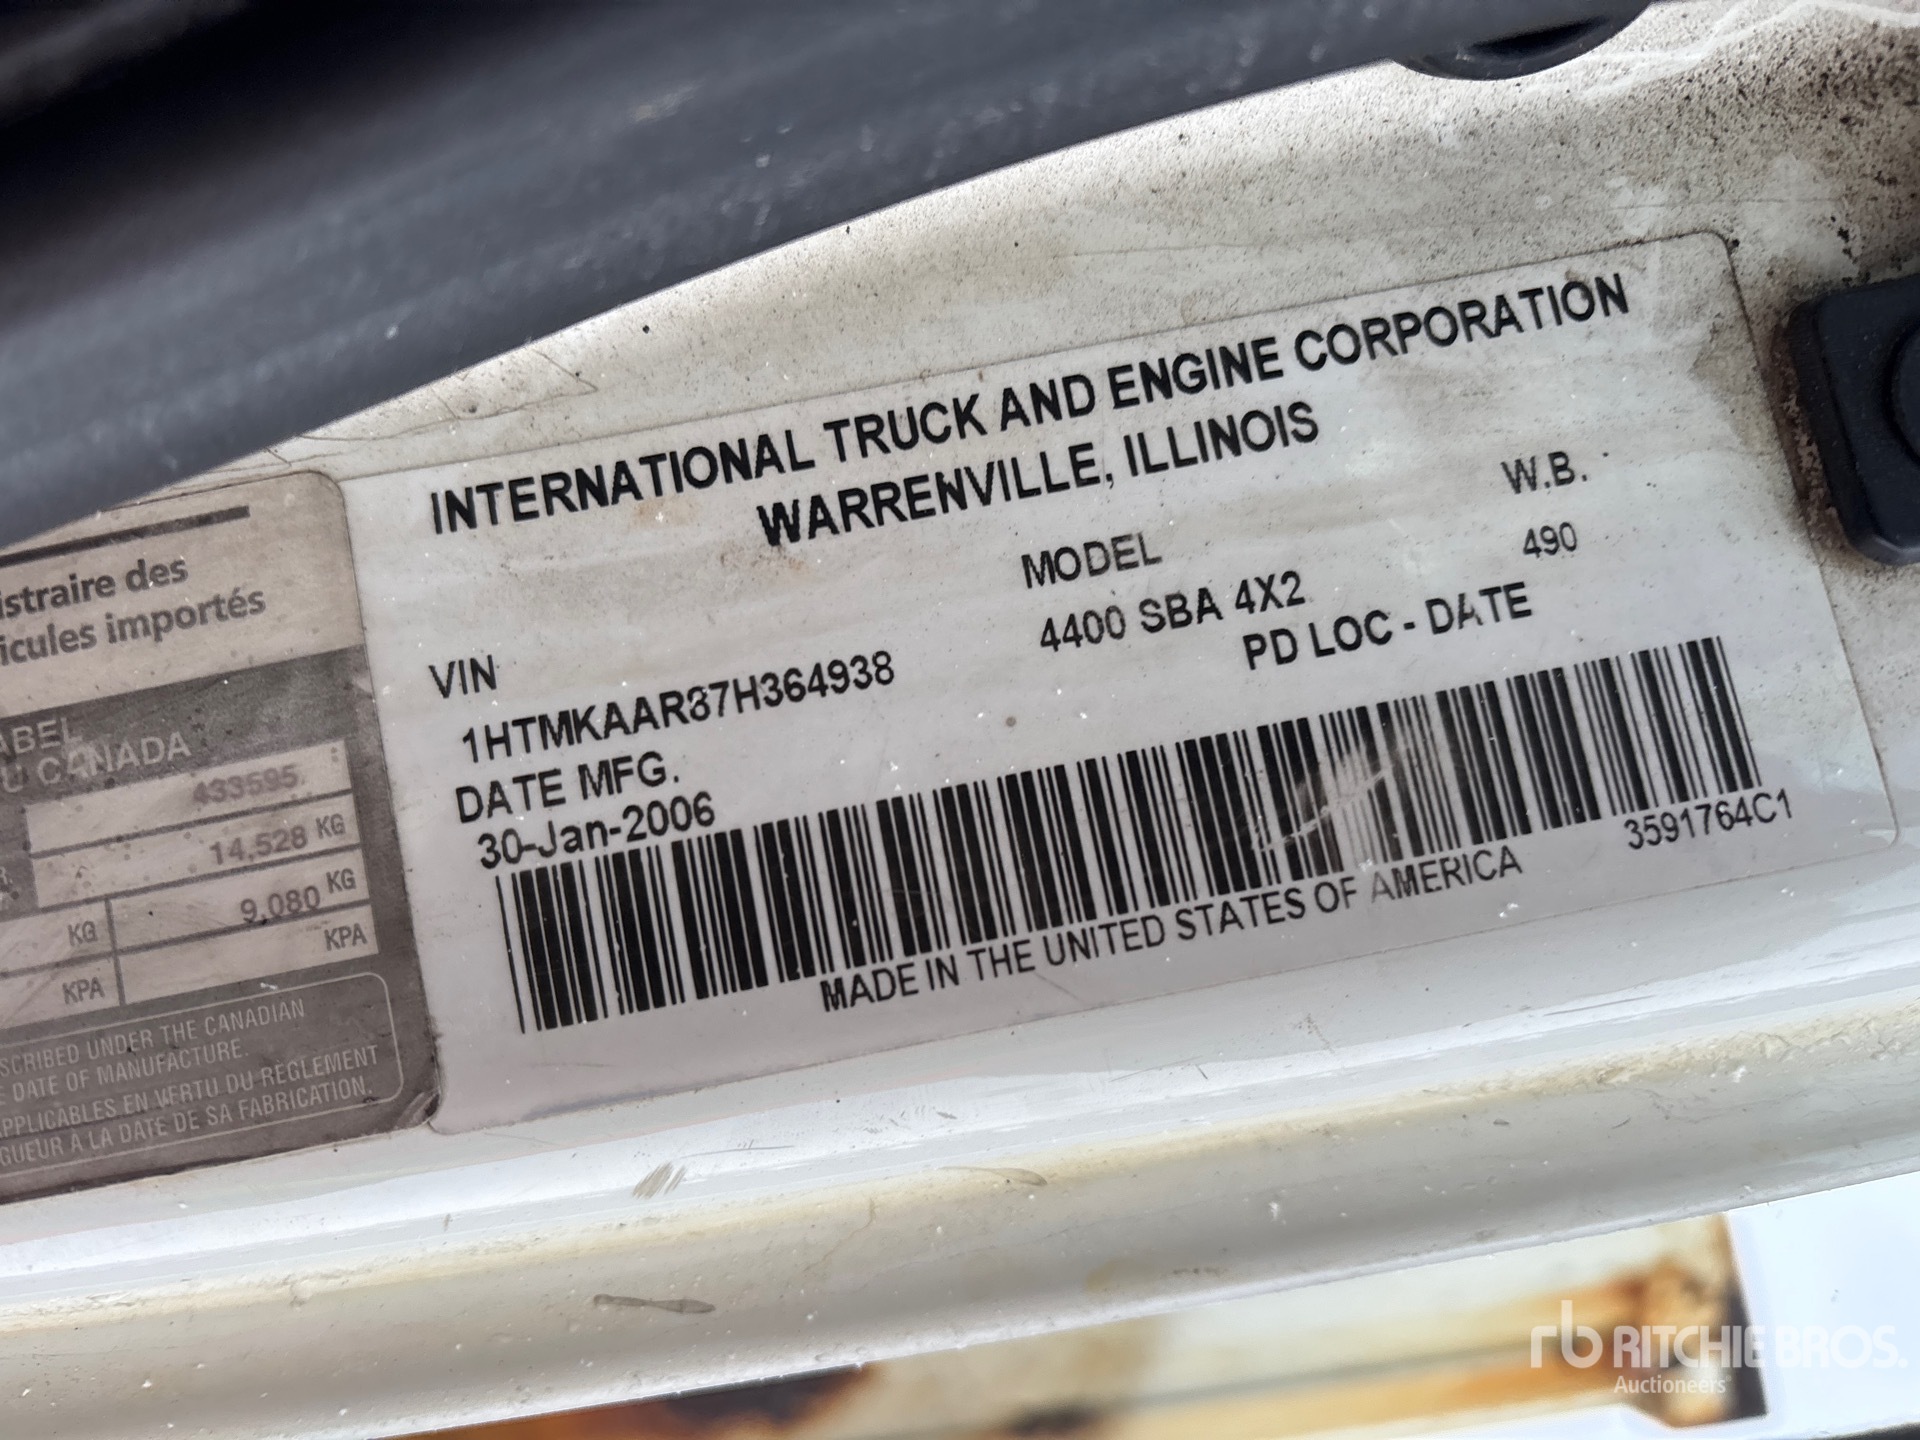 INTERNATIONAL TRUCK AND ENGINE CORPORATION
WARRENVILLE, ILLINOIS
MODEL W.B.
4400 SBA 4X2 490
VIN PD LOC - DATE
1HTMKAAR87H364938
DATE MFG.
30-Jan-2006
3591764C1
MADE IN THE UNITED STATES OF AMERICA
istraire des
icules importés
ABEL
U CANADA
433595
14,528 KG
KG 9,080 KG
KPA KPA
SCRIBED UNDER THE CANADIAN
E DATE OF MANUFACTURE.
APPLICABLES EN VERTU DU REGLEMENT
GUEUR À LA DATE DE SA FABRICATION.
rb RITCHIE BROS.
Auctioneers